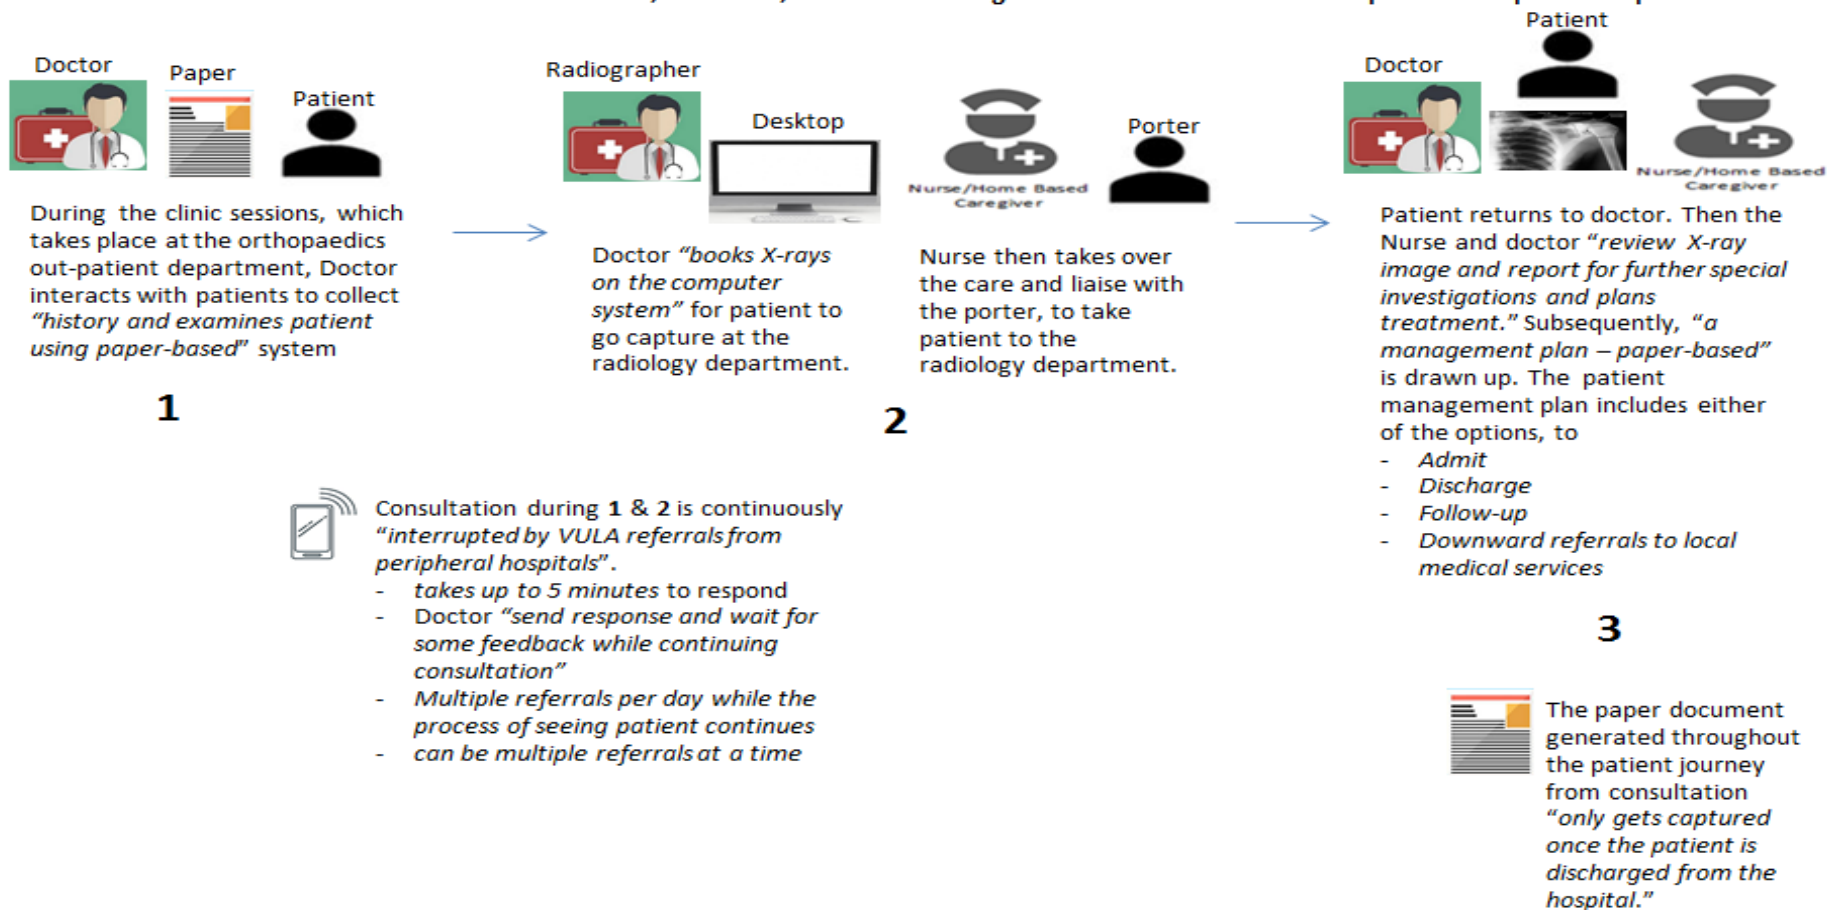 Doctor
Paper
Patient
During the clinic sessions, which
takes place at the orthopaedics
out-patient department, Doctor
interacts with patients to collect
“history and examines patient
using paper-based” system
1
Radiographer
Desktop
Nurse/Home Based
Caregiver
Porter
Doctor “books X-rays
on the computer
system” for patient to
go capture at the
radiology department.
Nurse then takes over
the care and liaise with
the porter, to take
patient to the
radiology department.
2
Consultation during 1 & 2 is continuously
“interrupted by VULA referrals from
peripheral hospitals”.
- takes up to 5 minutes to respond
- Doctor “send response and wait for
some feedback while continuing
consultation”
- Multiple referrals per day while the
process of seeing patient continues
- can be multiple referrals at a time
Patient
Doctor
Nurse/Home Based
Caregiver
Patient returns to doctor. Then the
Nurse and doctor “review X-ray
image and report for further special
investigations and plans
treatment.” Subsequently, “a
management plan – paper-based”
is drawn up. The patient
management plan includes either
of the options, to
- Admit
- Discharge
- Follow-up
- Downward referrals to local
medical services
3
The paper document
generated throughout
the patient journey
from consultation
“only gets captured
once the patient is
discharged from the
hospital.”